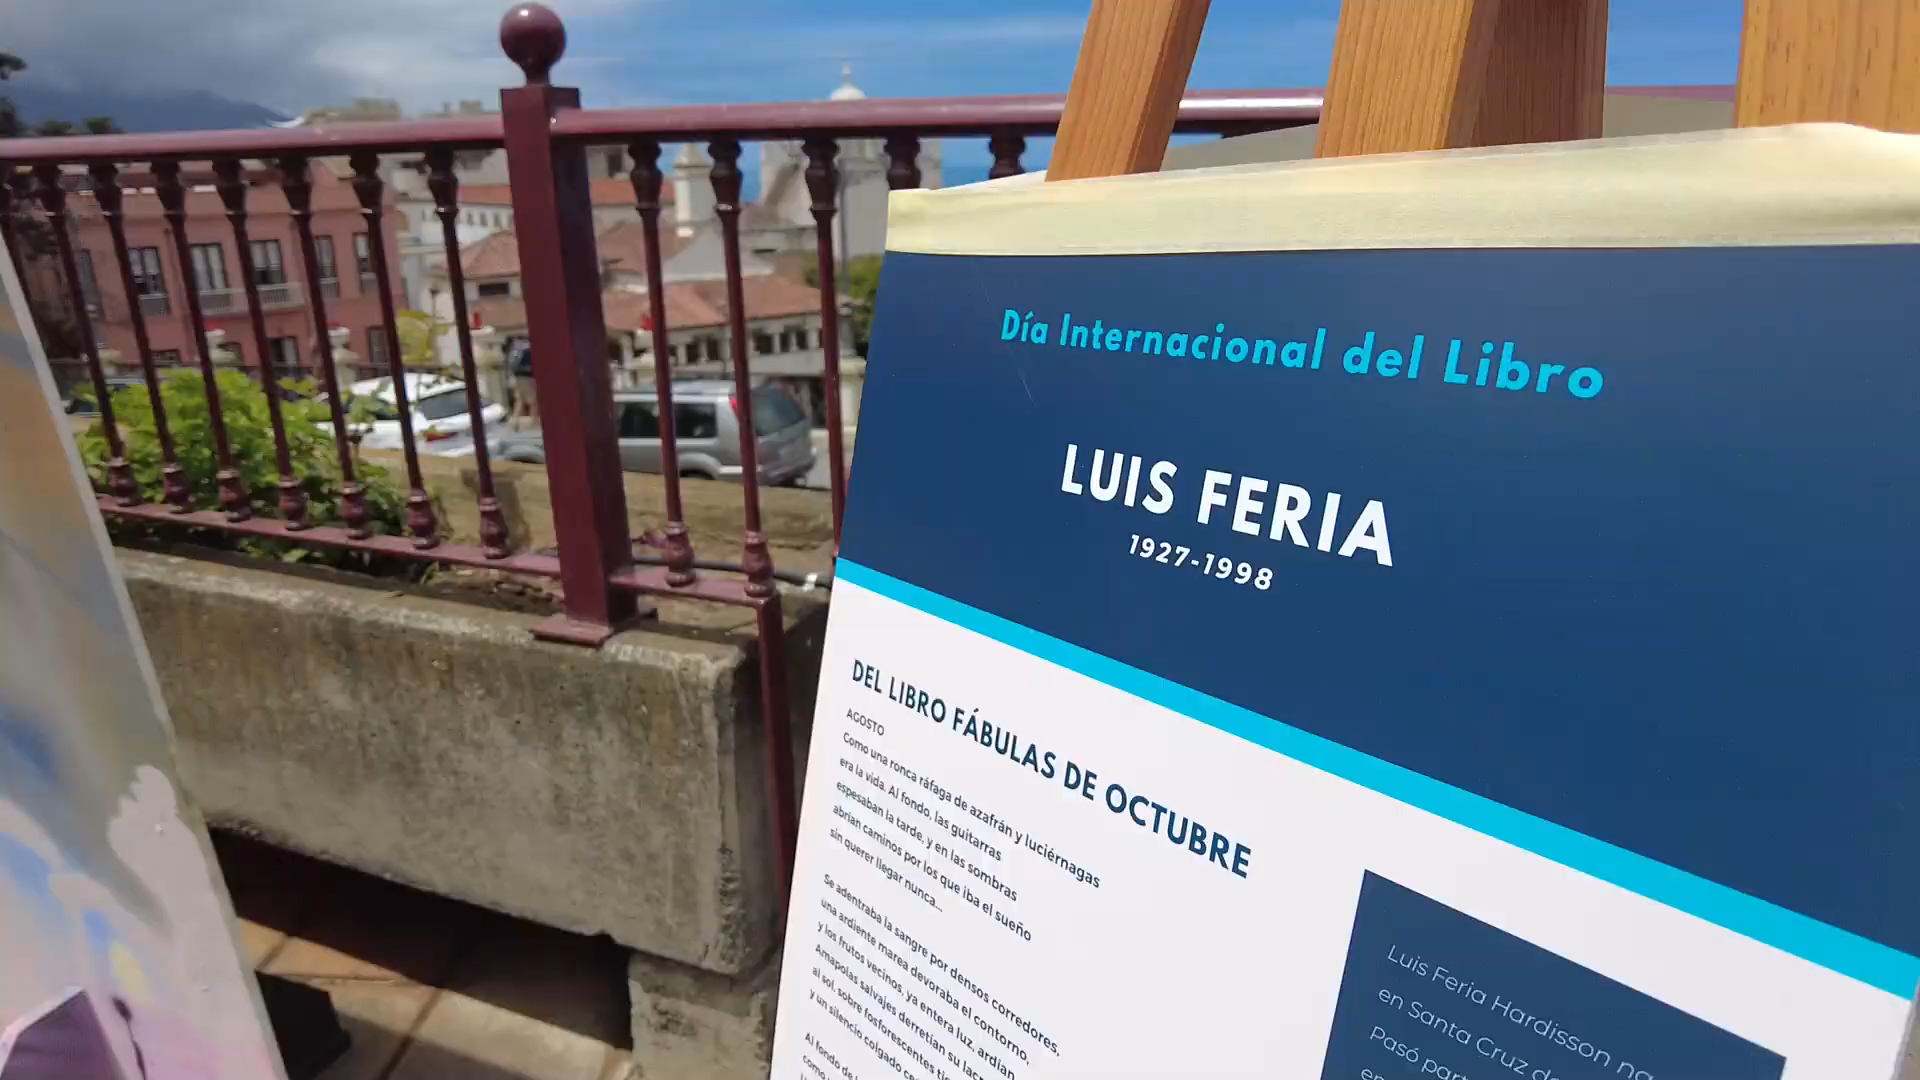 Día Internacional del Libro
LUIS FERIA
1927-1998
DEL LIBRO FÁBULAS DE OCTUBRE
AGOSTO
Como una ronca ráfaga de azafrán y luciérnagas
era la vida. Al fondo, las guitarras
espesaban la tarde, y en las sombras
abrían caminos por los que iba el sueño
sin querer llegar nunca...
Se adentraba la sangre por densos corredores,
una ardiente marea devoraba el contorno,
y los frutos vecinos, ya entera luz, ardían
Amapolas salvajes derretían su
al sol, sobre fosforescentes
y un silencio colgado
Al fondo de
como
Luis Feria Hardisson
en Santa Cruz
Pasó